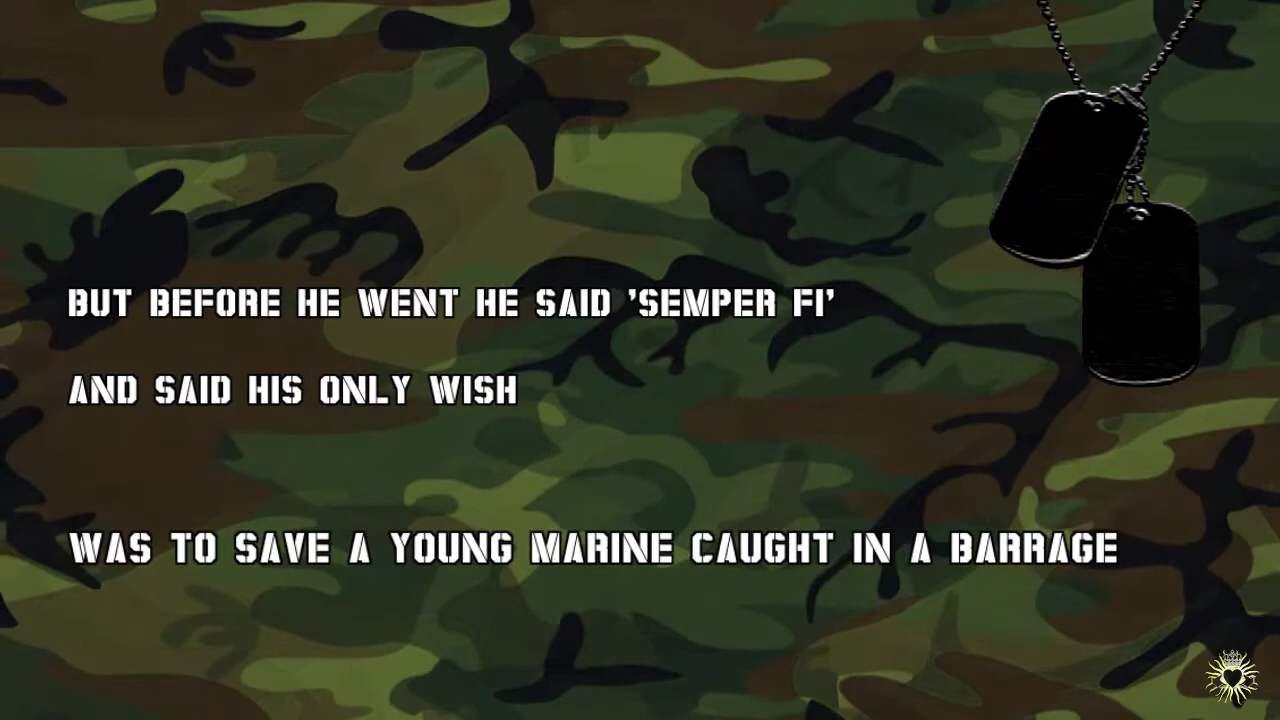 BUT BEFORE HE WENT HE SAID 'SEMPER FI'
AND SAID HIS ONLY WISH
WAS TO SAVE A YOUNG MARINE CAUGHT IN A BARRAGE